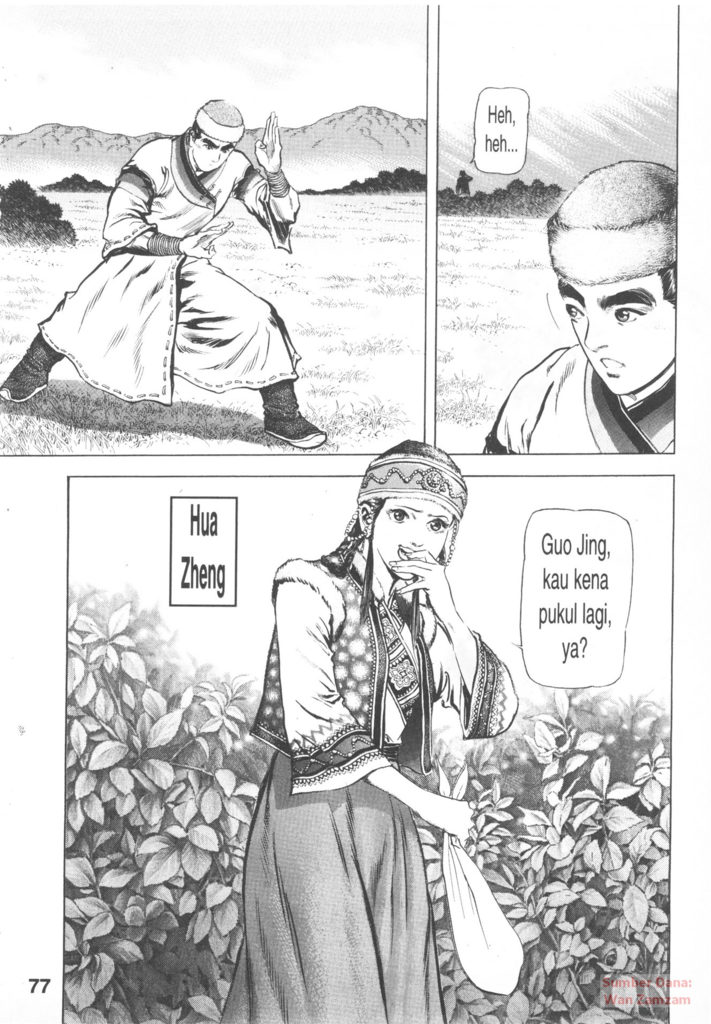 Heh,
heh...
Hua
Zheng
Guo Jing,
kau kena
pukul lagi,
ya?
77
Sumber Dana:
Wan Zamzam